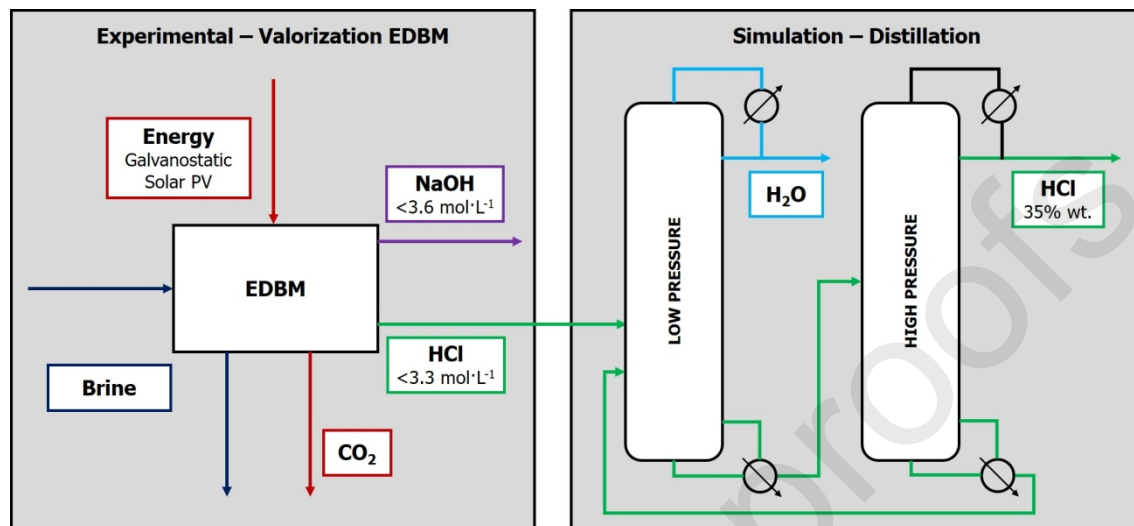 Experimental – Valorization EDBM
Energy
Galvanostatic
Solar PV
NaOH
<3.6 mol·L⁻¹
EDBM
HCl
<3.3 mol·L⁻¹
Brine
CO₂
Simulation – Distillation
LOW PRESSURE
H₂O
HIGH PRESSURE
HCl
35% wt.
proofs